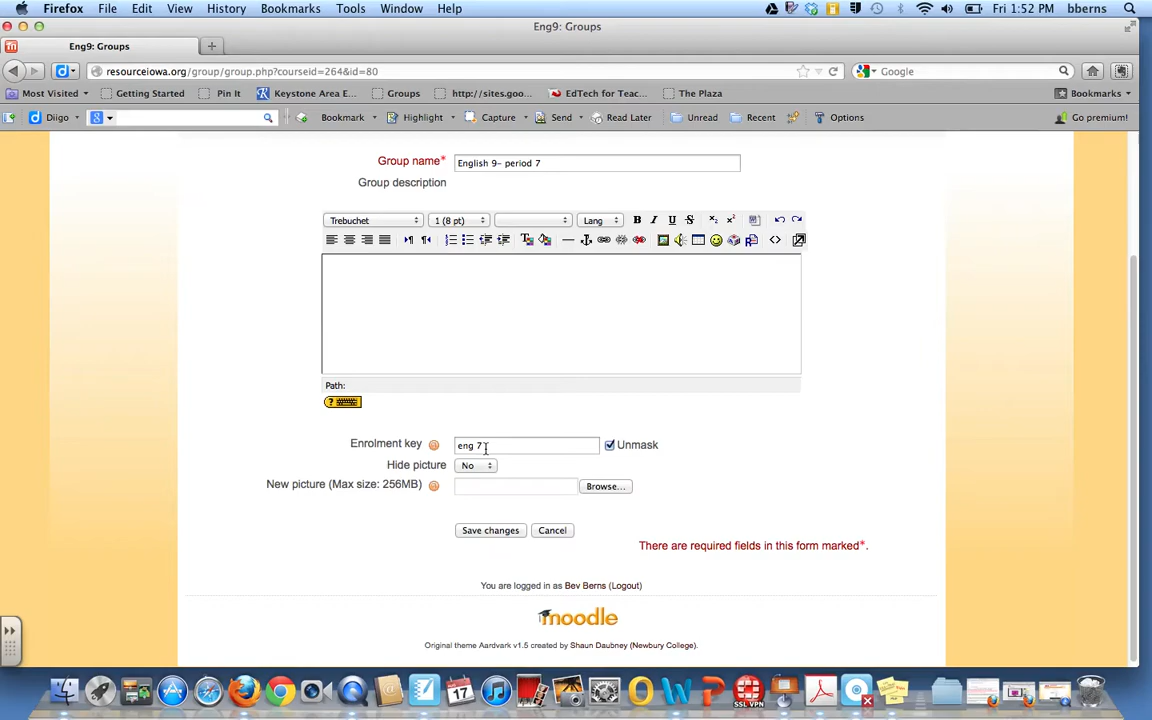 Firefox File Edit View History Bookmarks Tools Window Help Fri 1:52 PM bberns
Eng9: Groups
Eng9: Groups +
resourceiowa.org/group/group.php?courseid=264&id=80 Google
Most Visited Getting Started Pin It Keystone Area E... Groups http://sites.goo... EdTech for Teac... The Plaza Bookmarks
Diigo Bookmark Highlight Capture Send Read Later Unread Recent Options Go premium!
Group name* English 9- period 7
Group description
Trebuchet 1 (8 pt) Lang B I U S
Path:
?
Enrolment key eng 7 Unmask
Hide picture No
New picture (Max size: 256MB) Browse...
Save changes Cancel
There are required fields in this form marked*.
You are logged in as Bev Berns (Logout)
moodle
Original theme Aardvark v1.5 created by Shaun Daubney (Newbury College).
17
SSL VPN